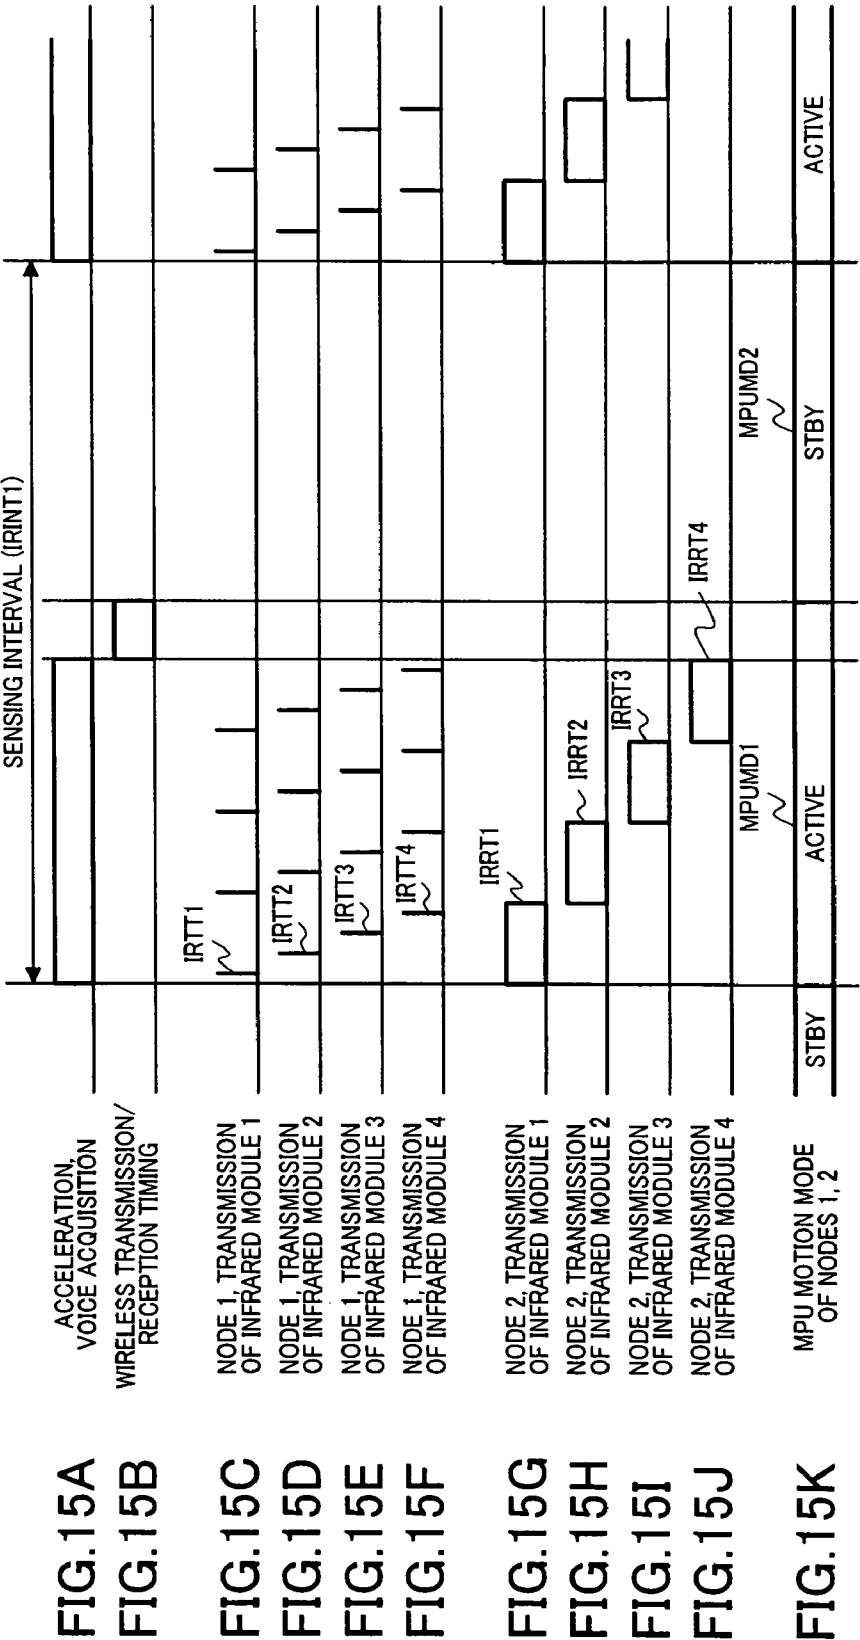 SENSING INTERVAL (IRINT1)
FIG.15A
ACCELERATION,
VOICE ACQUISITION
FIG.15B
WIRELESS TRANSMISSION/
RECEPTION TIMING
FIG.15C
NODE 1, TRANSMISSION
OF INFRARED MODULE 1
IRTT1
FIG.15D
NODE 1, TRANSMISSION
OF INFRARED MODULE 2
IRTT2
FIG.15E
NODE 1, TRANSMISSION
OF INFRARED MODULE 3
IRTT3
FIG.15F
NODE 1, TRANSMISSION
OF INFRARED MODULE 4
IRTT4
FIG.15G
NODE 2, TRANSMISSION
OF INFRARED MODULE 1
IRRT1
FIG.15H
NODE 2, TRANSMISSION
OF INFRARED MODULE 2
IRRT2
FIG.15I
NODE 2, TRANSMISSION
OF INFRARED MODULE 3
IRRT3
FIG.15J
NODE 2, TRANSMISSION
OF INFRARED MODULE 4
IRRT4
FIG.15K
MPU MOTION MODE
OF NODES 1, 2
MPUMD1
MPUMD2
STBY
ACTIVE
STBY
ACTIVE